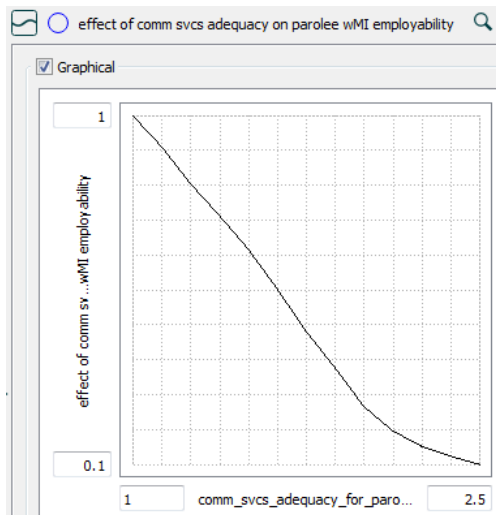 effect of comm svcs adequacy on parolee wMI employability
Graphical
1
effect of comm sv...wMI employability
0.1
1 comm_svcs_adequacy_for_paro... 2.5